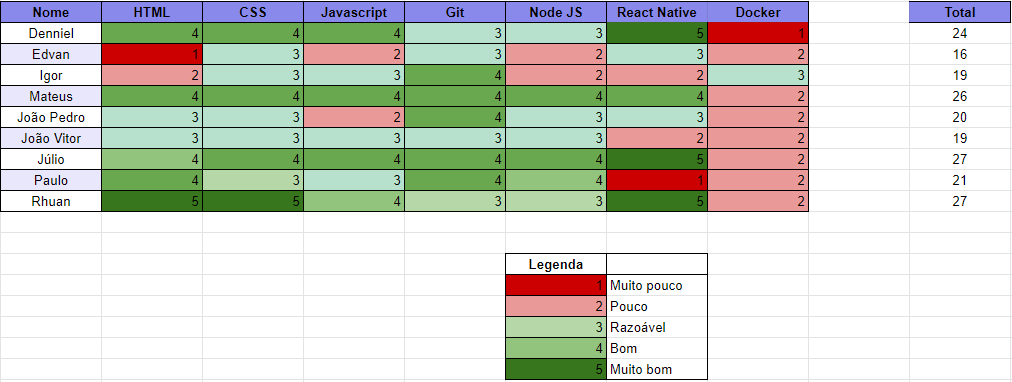 Nome HTML CSS Javascript Git Node JS React Native Docker Total
Denniel 4 4 4 3 3 5 1 24
Edvan 1 3 2 3 2 3 2 16
Igor 2 3 3 4 2 2 3 19
Mateus 4 4 4 4 4 4 2 26
João Pedro 3 3 2 4 3 3 2 20
João Vitor 3 3 3 3 3 2 2 19
Júlio 4 4 4 4 4 5 2 27
Paulo 4 3 3 4 4 1 2 21
Rhuan 5 5 4 3 3 5 2 27
Legenda
1 Muito pouco
2 Pouco
3 Razoável
4 Bom
5 Muito bom